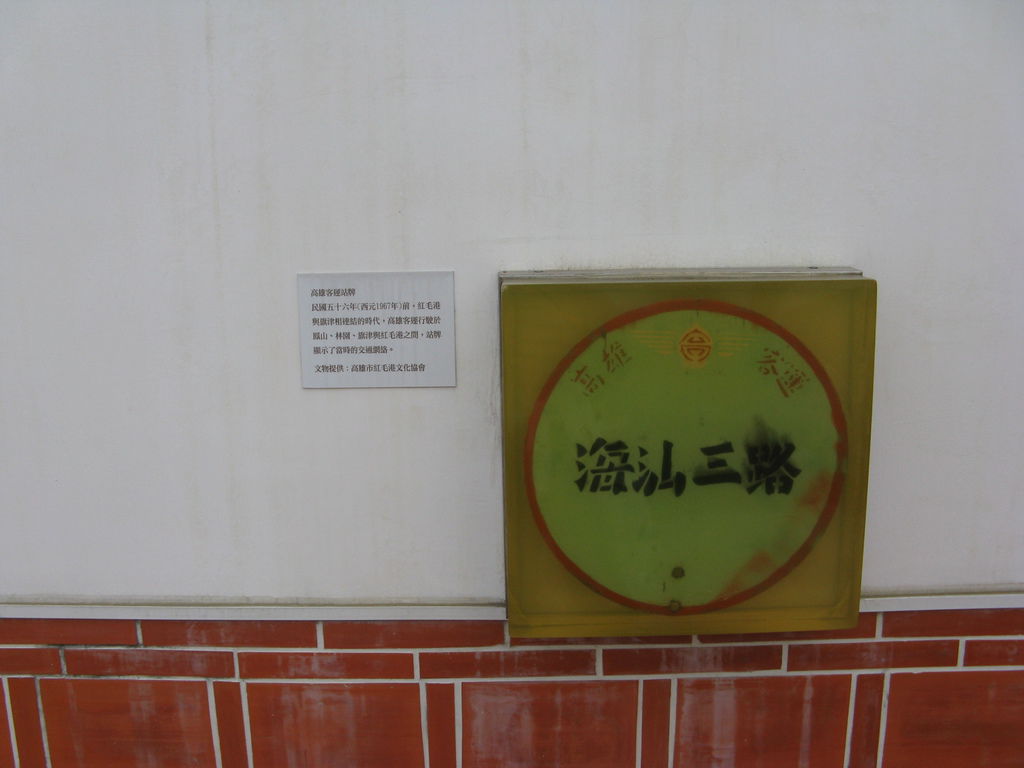 高雄客運站牌
民國五十六年(西元1967年)前，紅毛港
與旗津相連結的時代，高雄客運行駛於
鳳山、林園、旗津與紅毛港之間，站牌
顯示了當時的交通網絡。
文物提供：高雄市紅毛港文化協會
高雄 客運
海汕三路